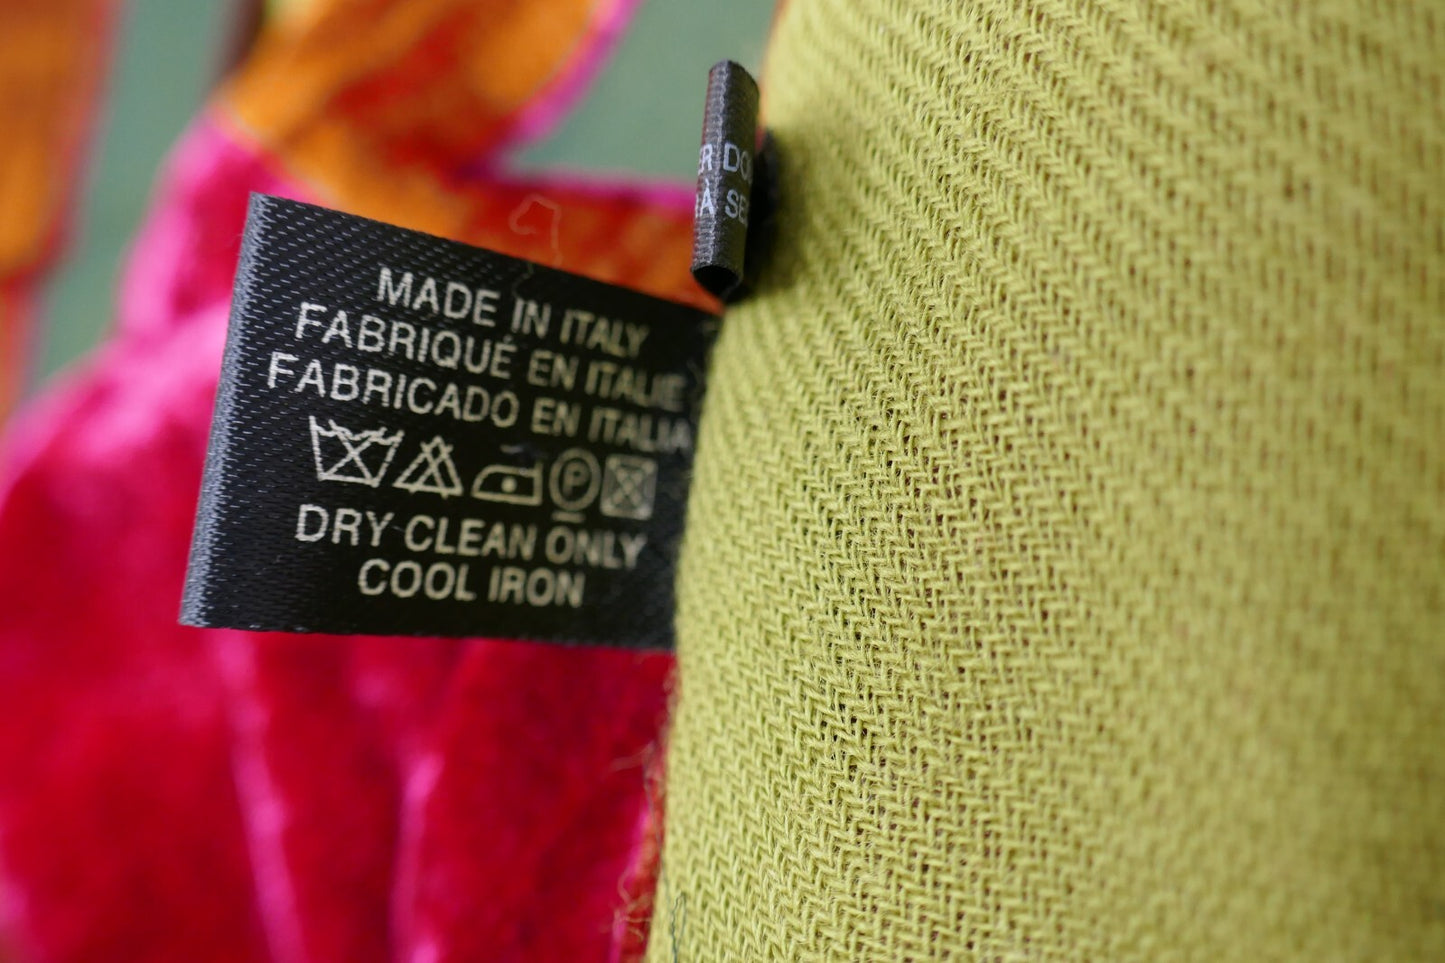 MADE IN ITALY
FABRIQUÉ EN ITALIE
FABRICADO EN ITALIA
P
DRY CLEAN ONLY
COOL IRON